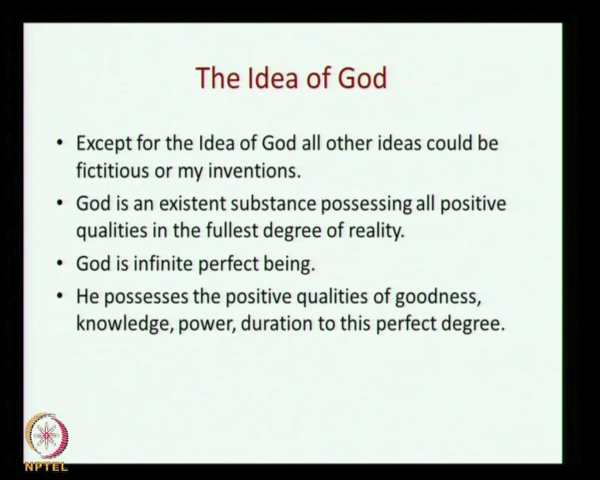 The Idea of God
• Except for the Idea of God all other ideas could be
fictitious or my inventions.
• God is an existent substance possessing all positive
qualities in the fullest degree of reality.
• God is infinite perfect being.
• He possesses the positive qualities of goodness,
knowledge, power, duration to this perfect degree.
NPTEL